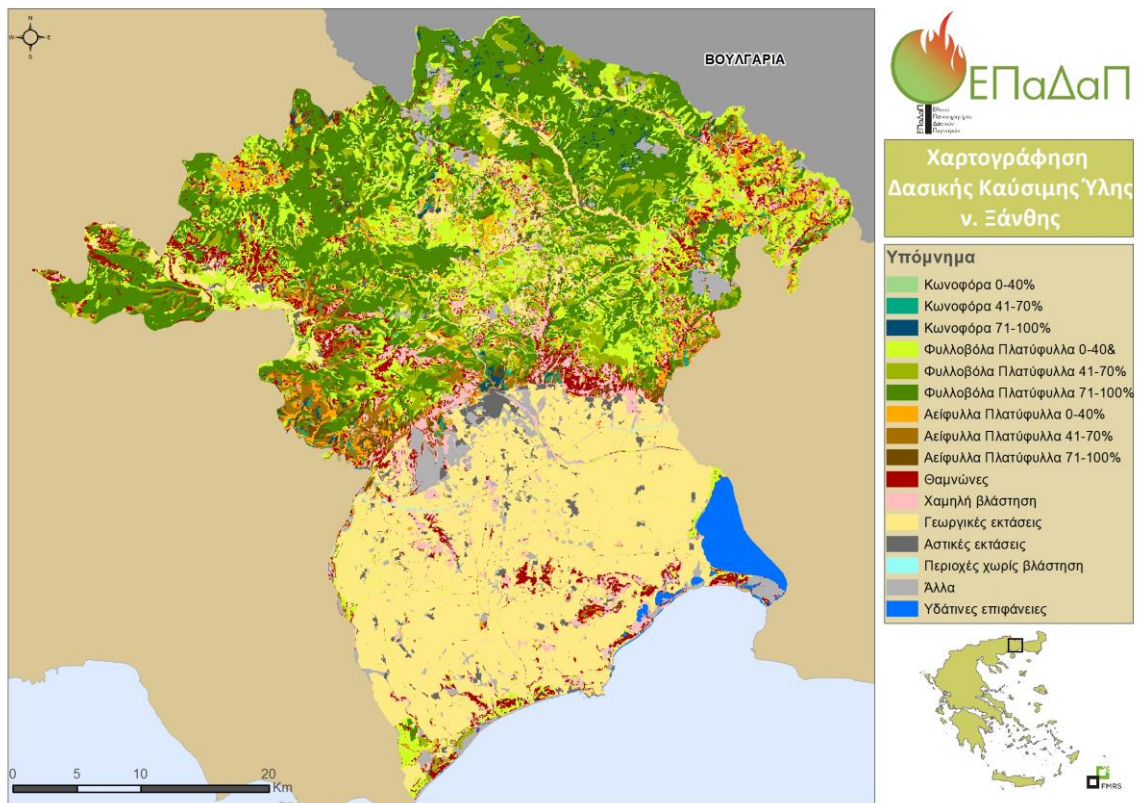 N
W E
S
ΒΟΥΛΓΑΡΙΑ
0 5 10 20
Km
ΕΠαΔαΠ
ΕΠαΔαΠ
Χαρτογράφηση
Δασικής Καύσιμης Ύλης
ν. Ξάνθης
Υπόμνημα
Κωνοφόρα 0-40%
Κωνοφόρα 41-70%
Κωνοφόρα 71-100%
Φυλλοβόλα Πλατύφυλλα 0-40&
Φυλλοβόλα Πλατύφυλλα 41-70%
Φυλλοβόλα Πλατύφυλλα 71-100%
Αείφυλλα Πλατύφυλλα 0-40%
Αείφυλλα Πλατύφυλλα 41-70%
Αείφυλλα Πλατύφυλλα 71-100%
Θαμνώνες
Χαμηλή βλάστηση
Γεωργικές εκτάσεις
Αστικές εκτάσεις
Περιοχές χωρίς βλάστηση
Άλλα
Υδάτινες επιφάνειες
FMRS